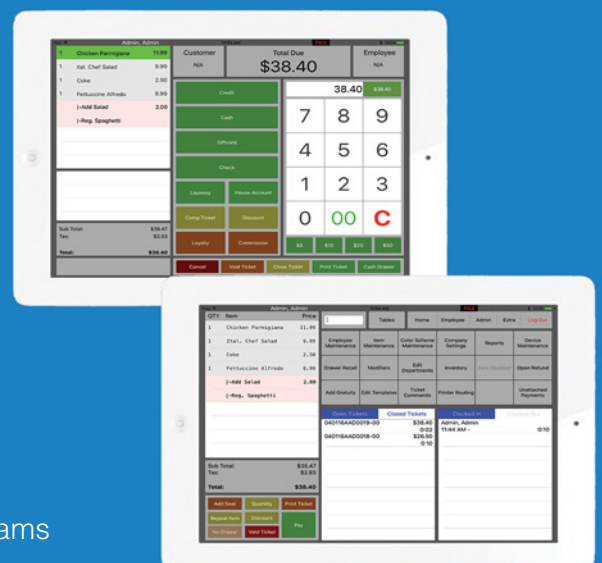 Admin, Admin
1 Chicken Parmigiana 11.99
1 Ital. Chef Salad 9.99
1 Coke 2.50
1 Fettuccine Alfredo 8.99
|-Add Salad 2.00
|-Reg. Spaghetti
Sub Total: $35.47
Tax: $2.93
Total: $38.40
Customer
N/A
Total Due
$38.40
Employee
N/A
Credit
Cash
Giftcard
Check
Layaway House Account
Comp Ticket Discount
Loyalty Commission
38.40 $38.40
7 8 9
4 5 6
1 2 3
0 00 C
$5 $10 $20 $50
Cancel Void Ticket Close Ticket Print Ticket Cash Drawer
Admin, Admin
QTY Item Price
1 Chicken Parmigiana 11.99
1 Ital. Chef Salad 9.99
1 Coke 2.50
1 Fettuccine Alfredo 8.99
|-Add Salad 2.00
|-Reg. Spaghetti
Sub Total: $35.47
Tax: $2.93
Total: $38.40
Add Seat Quantity Print Ticket
Repeat Item Discount
Pay
No Drawer Void Ticket
Tables Home Employee Admin Extra Log Out
Employee Maintenance Item Maintenance Color Scheme Maintenance Company Settings Reports Device Maintenance
Drawer Recall Modifiers Edit Departments Inventory Open Refund
Add Gratuity Edit Templates Ticket Commands Printer Routing Unattached Payments
Open Tickets Closed Tickets Clocked In Clocked Out
040116AAD0019-00 $38.40
0:02
040116AAD0018-00 $26.50
0:10
Admin, Admin
11:44 AM - 0:10
ams